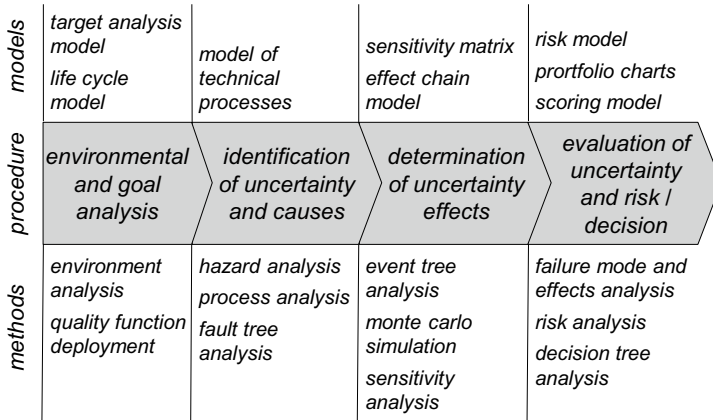 models
target analysis
model
life cycle
model
model of
technical
processes
sensitivity matrix
effect chain
model
risk model
prortfolio charts
scoring model
procedure
environmental
and goal
analysis
identification
of uncertainty
and causes
determination
of uncertainty
effects
evaluation of
uncertainty
and risk /
decision
methods
environment
analysis
quality function
deployment
hazard analysis
process analysis
fault tree
analysis
event tree
analysis
monte carlo
simulation
sensitivity
analysis
failure mode and
effects analysis
risk analysis
decision tree
analysis